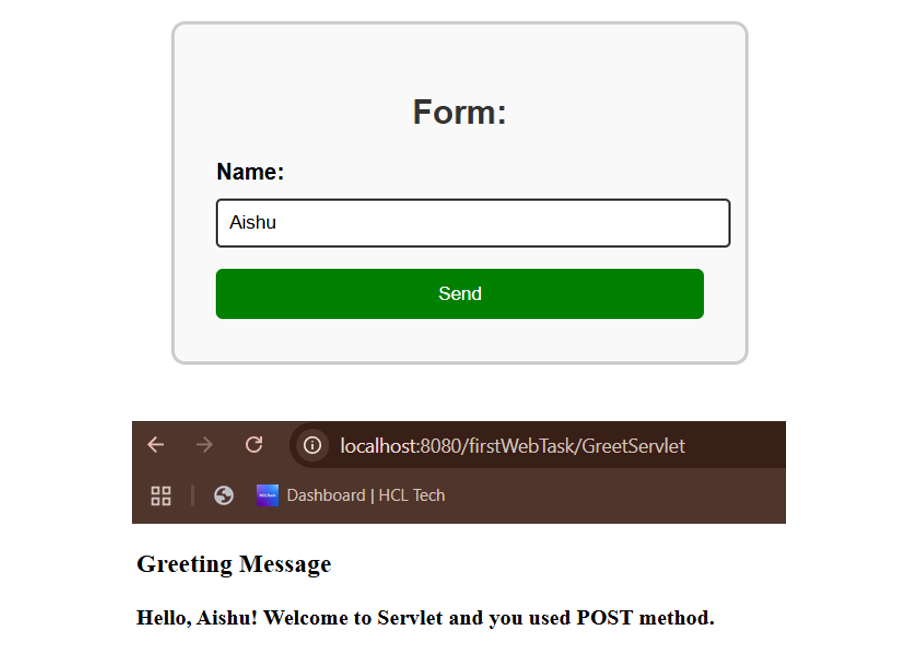 Form:
Name:
Aishu
Send
localhost:8080/firstWebTask/GreetServlet
Dashboard | HCL Tech
Greeting Message
Hello, Aishu! Welcome to Servlet and you used POST method.